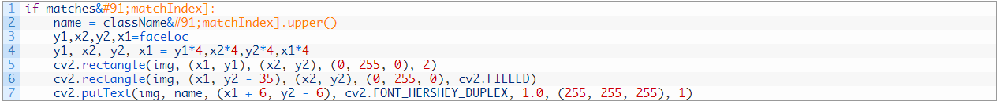 1 if matches&#91;matchIndex]:
2     name = className&#91;matchIndex].upper()
3     y1,x2,y2,x1=faceLoc
4     y1, x2, y2, x1 = y1*4,x2*4,y2*4,x1*4
5     cv2.rectangle(img, (x1, y1), (x2, y2), (0, 255, 0), 2)
6     cv2.rectangle(img, (x1, y2 - 35), (x2, y2), (0, 255, 0), cv2.FILLED)
7     cv2.putText(img, name, (x1 + 6, y2 - 6), cv2.FONT_HERSHEY_DUPLEX, 1.0, (255, 255, 255), 1)